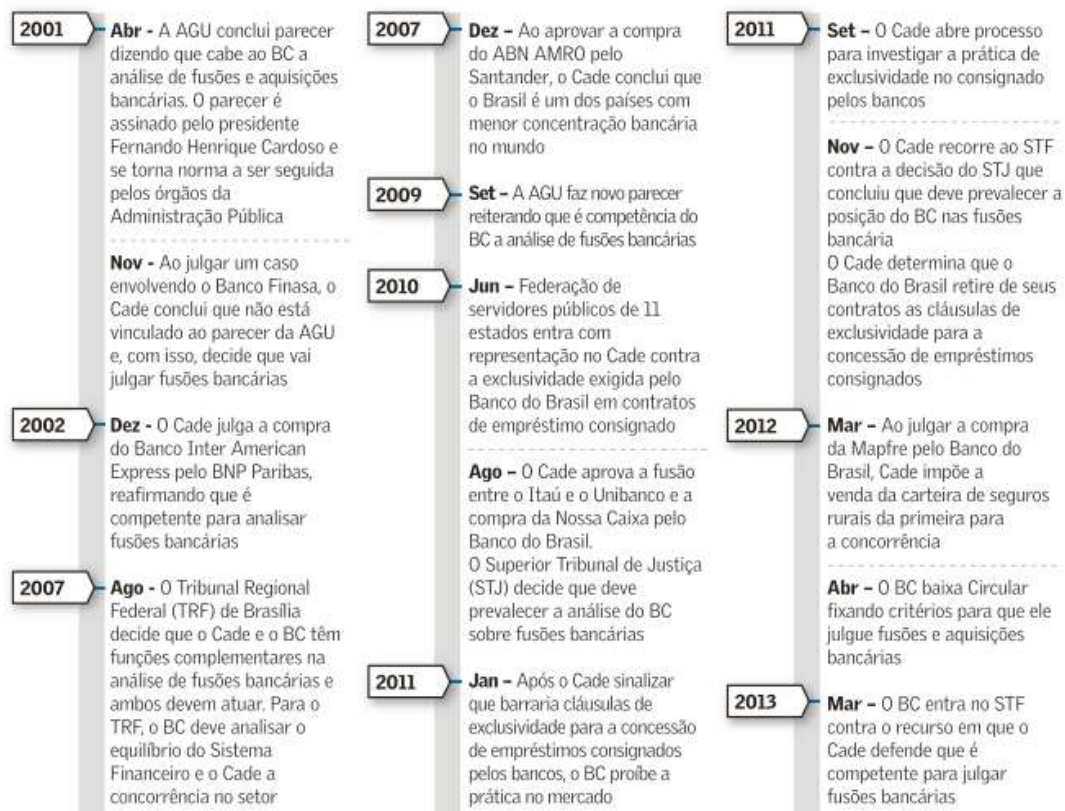 2001
Abr - A AGU conclui parecer
dizendo que cabe ao BC a
análise de fusões e aquisições
bancárias. O parecer é
assinado pelo presidente
Fernando Henrique Cardoso e
se torna norma a ser seguida
pelos órgãos da
Administração Pública
Nov - Ao julgar um caso
envolvendo o Banco Finasa, o
Cade conclui que não está
vinculado ao parecer da AGU
e, com isso, decide que vai
julgar fusões bancárias
2002
Dez - O Cade julga a compra
do Banco Inter American
Express pelo BNP Paribas,
reafirmando que é
competente para analisar
fusões bancárias
2007
Ago - O Tribunal Regional
Federal (TRF) de Brasília
decide que o Cade e o BC têm
funções complementares na
análise de fusões bancárias e
ambos devem atuar. Para o
TRF, o BC deve analisar o
equilíbrio do Sistema
Financeiro e o Cade a
concorrência no setor
2007
Dez - Ao aprovar a compra
do ABN AMRO pelo
Santander, o Cade conclui que
o Brasil é um dos países com
menor concentração bancária
no mundo
2009
Set - A AGU faz novo parecer
reiterando que é competência do
BC a análise de fusões bancárias
2010
Jun - Federação de
servidores públicos de 11
estados entra com
representação no Cade contra
a exclusividade exigida pelo
Banco do Brasil em contratos
de empréstimo consignado
Ago - O Cade aprova a fusão
entre o Itaú e o Unibanco e a
compra da Nossa Caixa pelo
Banco do Brasil.
O Superior Tribunal de Justiça
(STJ) decide que deve
prevalecer a análise do BC
sobre fusões bancárias
2011
Jan - Após o Cade sinalizar
que barraria cláusulas de
exclusividade para a concessão
de empréstimos consignados
pelos bancos, o BC proíbe a
prática no mercado
2011
Set - O Cade abre processo
para investigar a prática de
exclusividade no consignado
pelos bancos
Nov - O Cade recorre ao STF
contra a decisão do STJ que
concluiu que deve prevalecer a
posição do BC nas fusões
bancária
O Cade determina que o
Banco do Brasil retire de seus
contratos as cláusulas de
exclusividade para a
concessão de empréstimos
consignados
2012
Mar - Ao julgar a compra
da Mapfre pelo Banco do
Brasil, Cade impõe a
venda da carteira de seguros
rurais da primeira para
a concorrência
Abr - O BC baixa Circular
fixando critérios para que ele
julgue fusões e aquisições
bancárias
2013
Mar - O BC entra no STF
contra o recurso em que o
Cade defende que é
competente para julgar
fusões bancárias